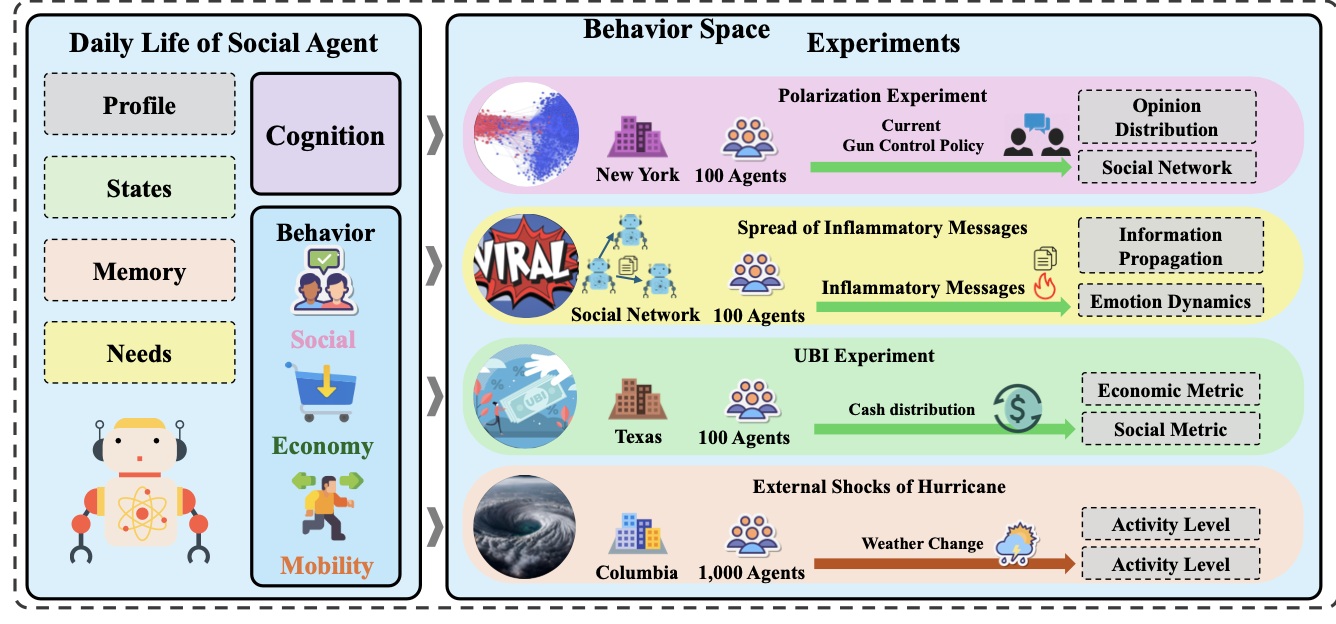 Daily Life of Social Agent
Profile
States
Memory
Needs
Cognition
Behavior
Social
Economy
Mobility
Behavior Space
Experiments
Polarization Experiment
New York
100 Agents
Current
Gun Control Policy
Opinion
Distribution
Social Network
VIRAL
Spread of Inflammatory Messages
Social Network
100 Agents
Inflammatory Messages
Information
Propagation
Emotion Dynamics
UBI
UBI Experiment
Texas
100 Agents
Cash distribution
$
Economic Metric
Social Metric
External Shocks of Hurricane
Columbia
1,000 Agents
Weather Change
Activity Level
Activity Level